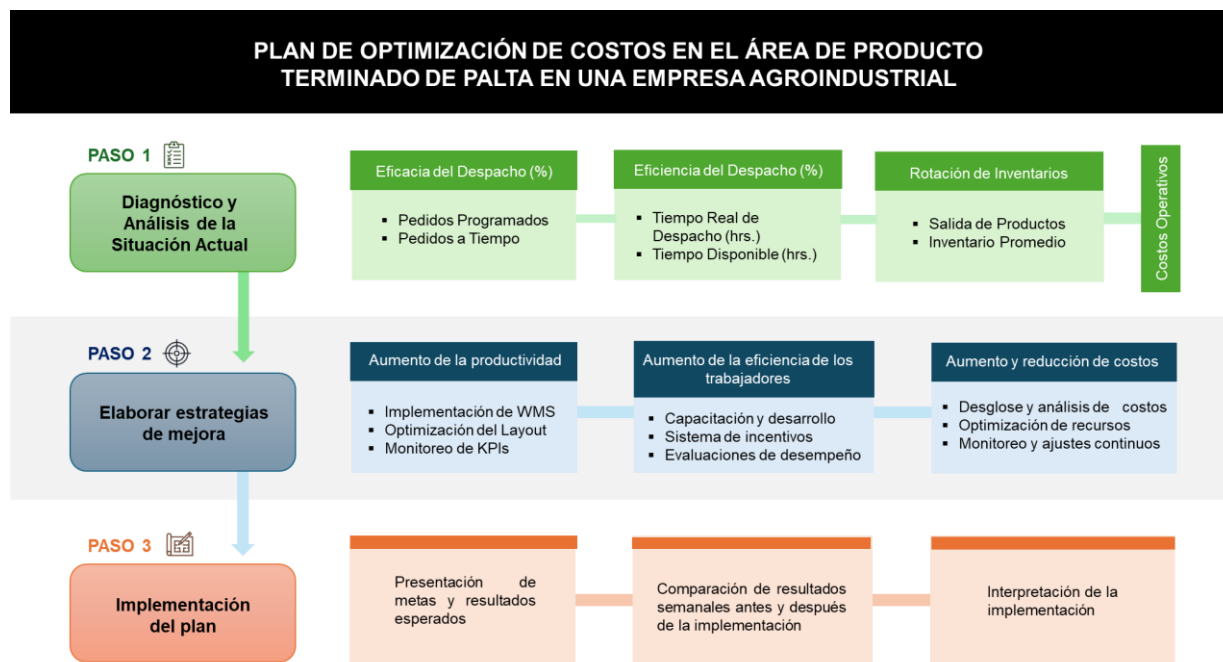 PLAN DE OPTIMIZACIÓN DE COSTOS EN EL ÁREA DE PRODUCTO
TERMINADO DE PALTA EN UNA EMPRESA AGROINDUSTRIAL
PASO 1
Diagnóstico y
Análisis de la
Situación Actual
Eficacia del Despacho (%)
▪ Pedidos Programados
▪ Pedidos a Tiempo
Eficiencia del Despacho (%)
▪ Tiempo Real de
Despacho (hrs.)
▪ Tiempo Disponible (hrs.)
Rotación de Inventarios
▪ Salida de Productos
▪ Inventario Promedio
Costos Operativos
PASO 2
Elaborar estrategias
de mejora
Aumento de la productividad
▪ Implementación de WMS
▪ Optimización del Layout
▪ Monitoreo de KPIs
Aumento de la eficiencia de los
trabajadores
▪ Capacitación y desarrollo
▪ Sistema de incentivos
▪ Evaluaciones de desempeño
Aumento y reducción de costos
▪ Desglose y análisis de costos
▪ Optimización de recursos
▪ Monitoreo y ajustes continuos
PASO 3
Implementación
del plan
Presentación de
metas y resultados
esperados
Comparación de resultados
semanales antes y después
de la implementación
Interpretación de la
implementación